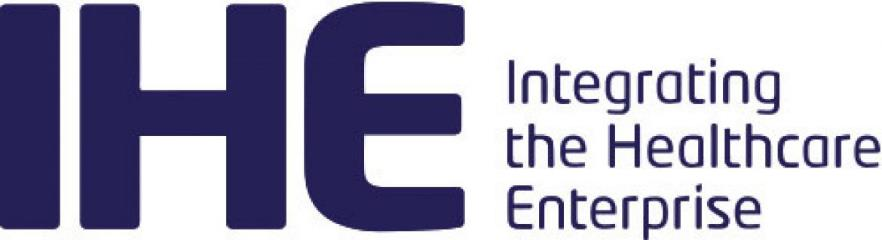 IHE
Integrating
the Healthcare
Enterprise